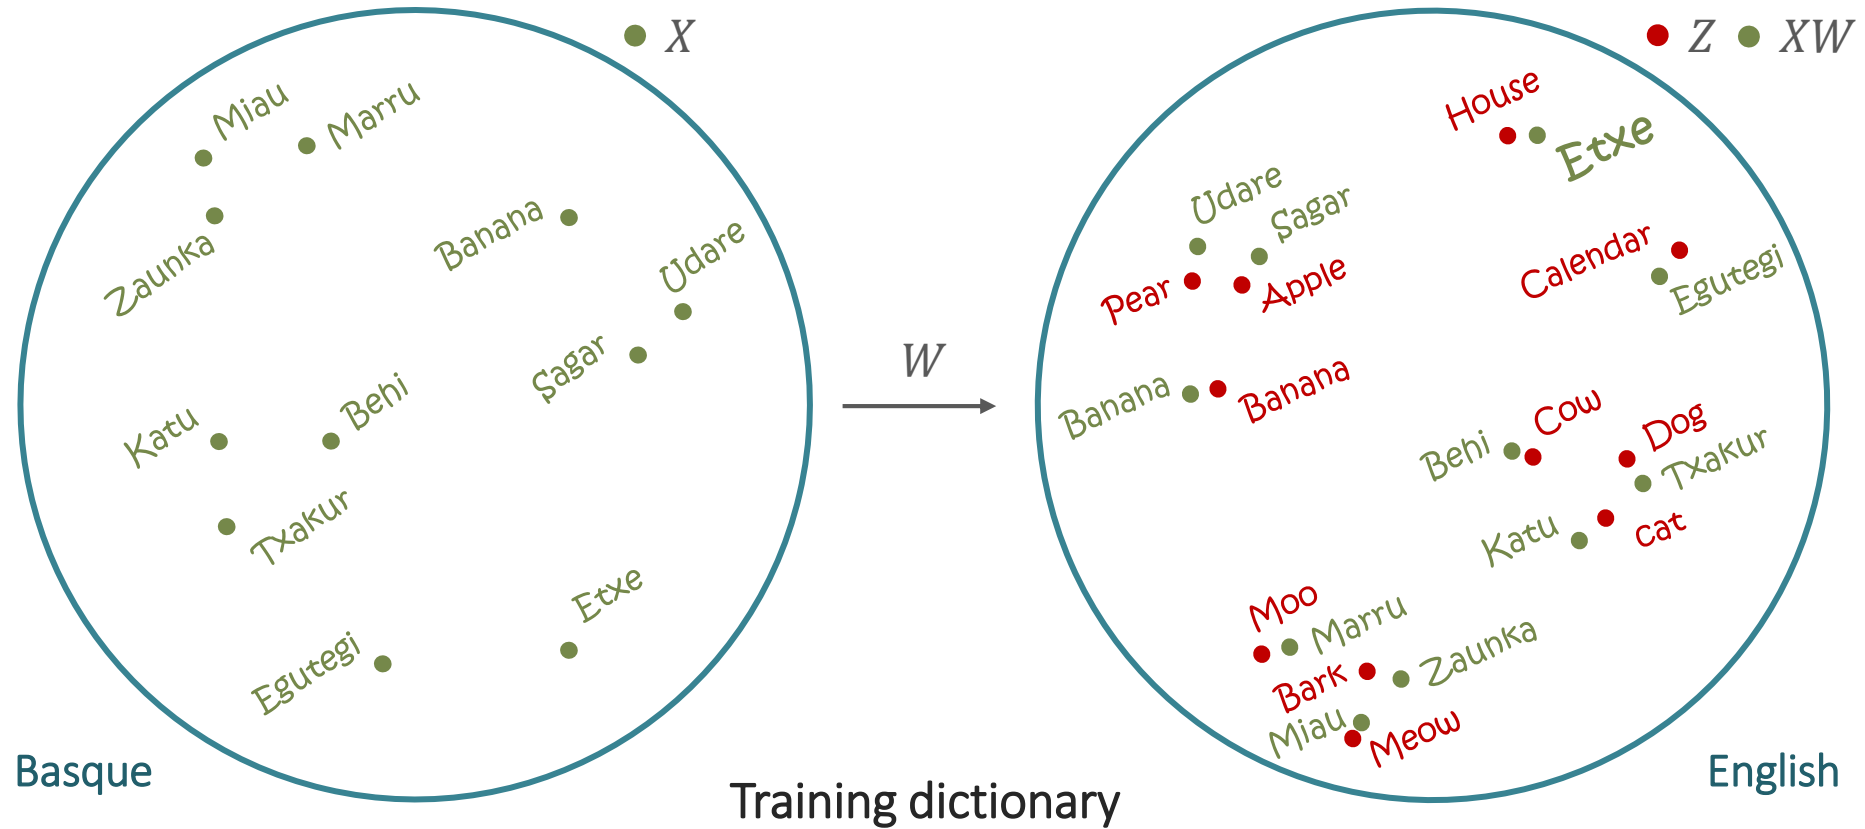 X
Miau
Marru
Zaunka
Banana
Udare
Sagar
Katu
Behi
Txakur
Etxe
Egutegi
Basque
W
Z XW
House
Etxe
Udare
Sagar
Calendar
Egutegi
Pear
Apple
Banana
Banana
Cow
Dog
Behi
Txakur
Katu
cat
Moo
Marru
Zaunka
Bark
Miau
Meow
English
Training dictionary